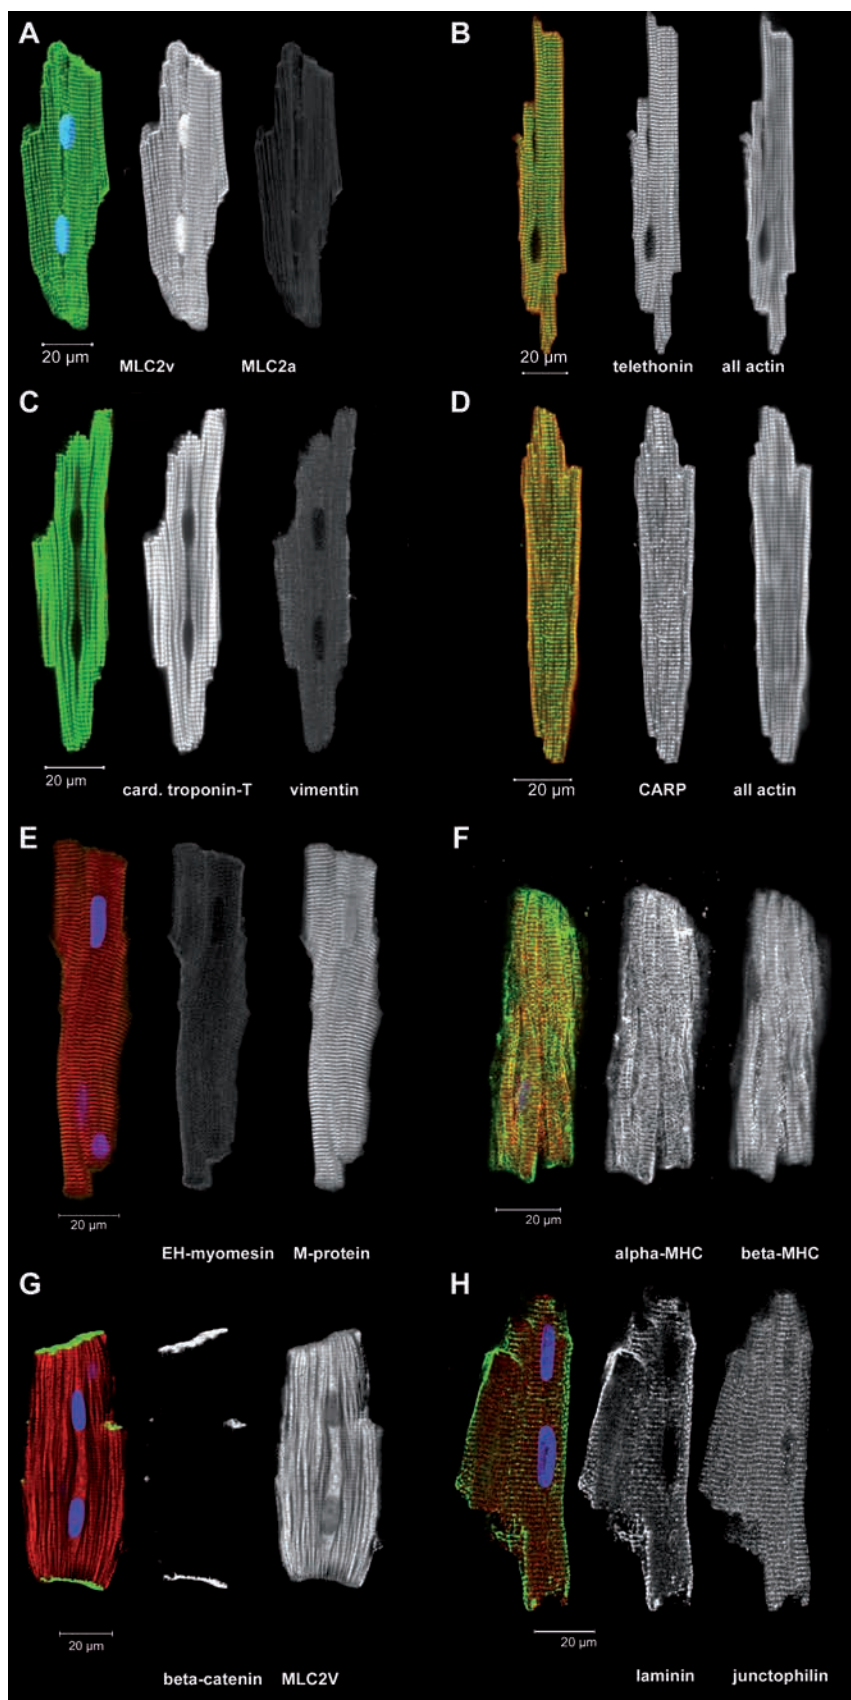 A
B
20 µm
MLC2v MLC2a
20 µm
telethonin all actin
C
D
20 µm
card. troponin-T vimentin
20 µm
CARP all actin
E
F
20 µm
EH-myomesin M-protein
20 µm
alpha-MHC beta-MHC
G
H
20 µm
beta-catenin MLC2V
20 µm
laminin junctophilin